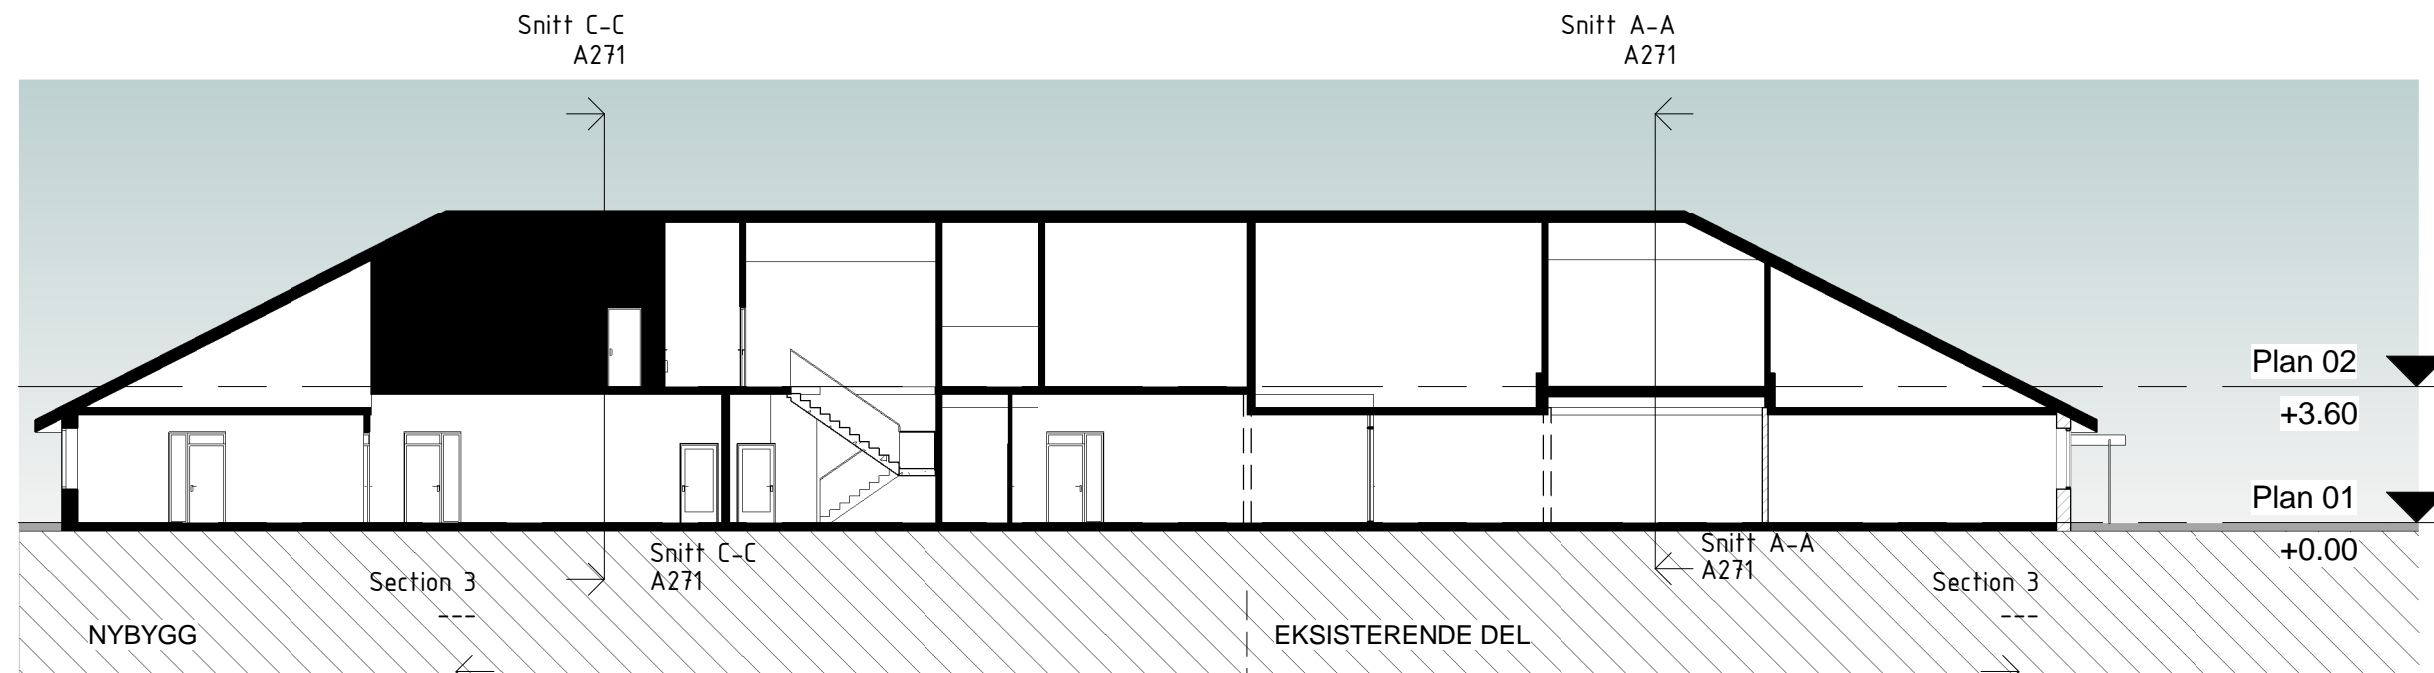 Snitt C-C
A271
Snitt A-A
A271
Plan 02
+3.60
Plan 01
+0.00
Snitt C-C
A271
Snitt A-A
A271
Section 3
---
Section 3
---
NYBYGG
EKSISTERENDE DEL